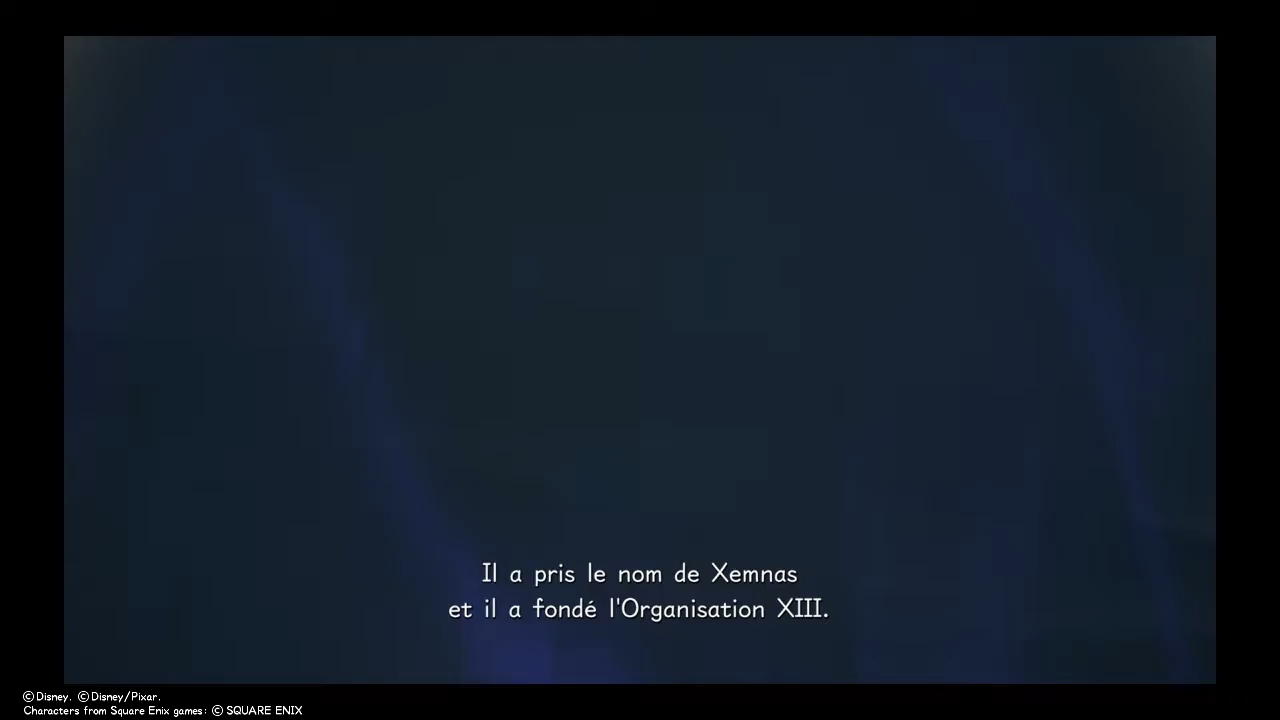 Il a pris le nom de Xemnas
et il a fondé l'Organisation XIII.
©Disney. ©Disney/Pixar.
Characters from Square Enix games: © SQUARE ENIX